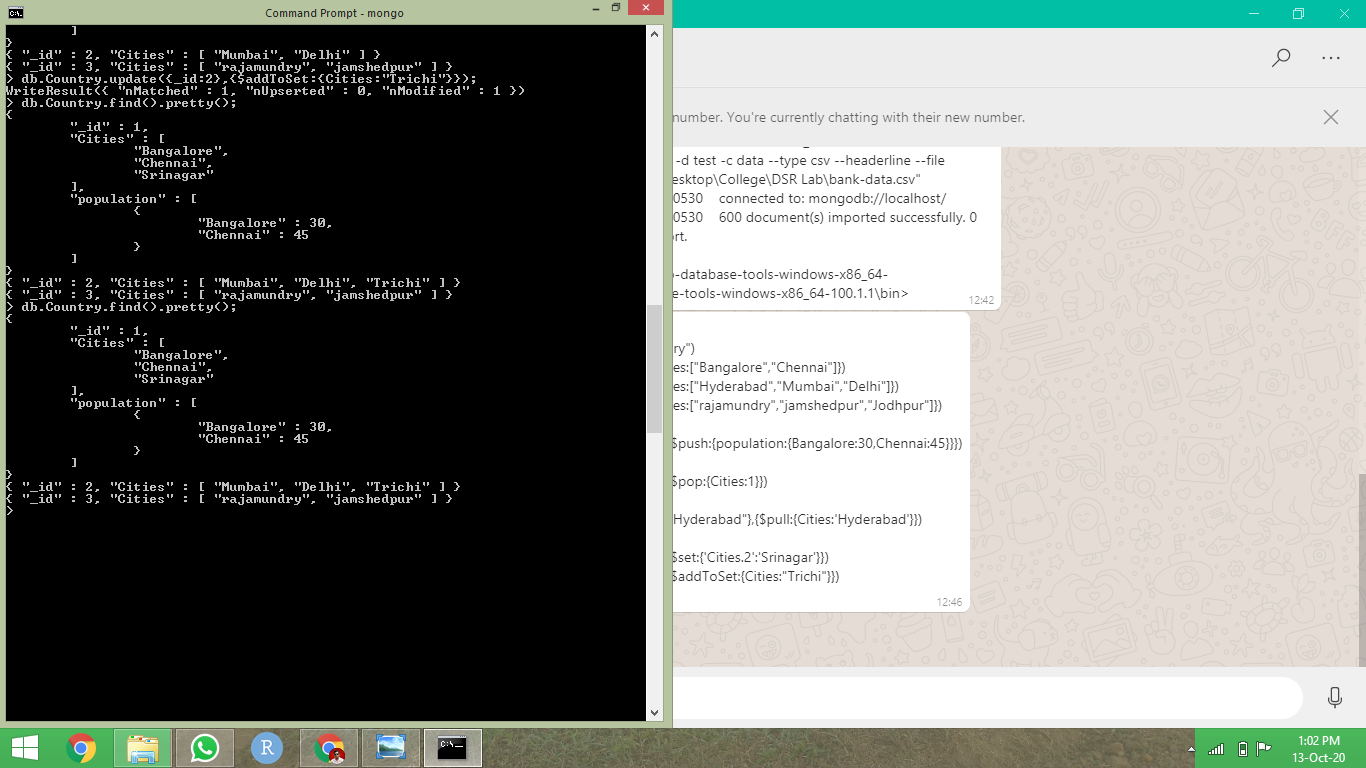 Command Prompt - mongo
]
}
{ "_id" : 2, "Cities" : [ "Mumbai", "Delhi" ] }
{ "_id" : 3, "Cities" : [ "rajamundry", "jamshedpur" ] }
> db.Country.update({_id:2},{$addToSet:{Cities:"Trichi"}});
WriteResult({ "nMatched" : 1, "nUpserted" : 0, "nModified" : 1 })
> db.Country.find().pretty();
{
"_id" : 1,
"Cities" : [
"Bangalore",
"Chennai",
"Srinagar"
],
"population" : [
{
"Bangalore" : 30,
"Chennai" : 45
}
]
}
{ "_id" : 2, "Cities" : [ "Mumbai", "Delhi", "Trichi" ] }
{ "_id" : 3, "Cities" : [ "rajamundry", "jamshedpur" ] }
> db.Country.find().pretty();
{
"_id" : 1,
"Cities" : [
"Bangalore",
"Chennai",
"Srinagar"
],
"population" : [
{
"Bangalore" : 30,
"Chennai" : 45
}
]
}
{ "_id" : 2, "Cities" : [ "Mumbai", "Delhi", "Trichi" ] }
{ "_id" : 3, "Cities" : [ "rajamundry", "jamshedpur" ] }
>
number. You're currently chatting with their new number.
-d test -c data --type csv --headerline --file
esktop\College\DSR Lab\bank-data.csv"
0530 connected to: mongodb://localhost/
0530 600 document(s) imported successfully. 0
ort.
o-database-tools-windows-x86_64-
e-tools-windows-x86_64-100.1.1\bin>
12:42
ry")
es:["Bangalore","Chennai"]})
es:["Hyderabad","Mumbai","Delhi"]})
es:["rajamundry","jamshedpur","Jodhpur"]})
$push:{population:{Bangalore:30,Chennai:45}}})
$pop:{Cities:1}})
Hyderabad"},{$pull:{Cities:'Hyderabad'}})
$set:{'Cities.2':'Srinagar'}})
$addToSet:{Cities:"Trichi"}})
12:46
R
C:\
1:02 PM
13-Oct-20